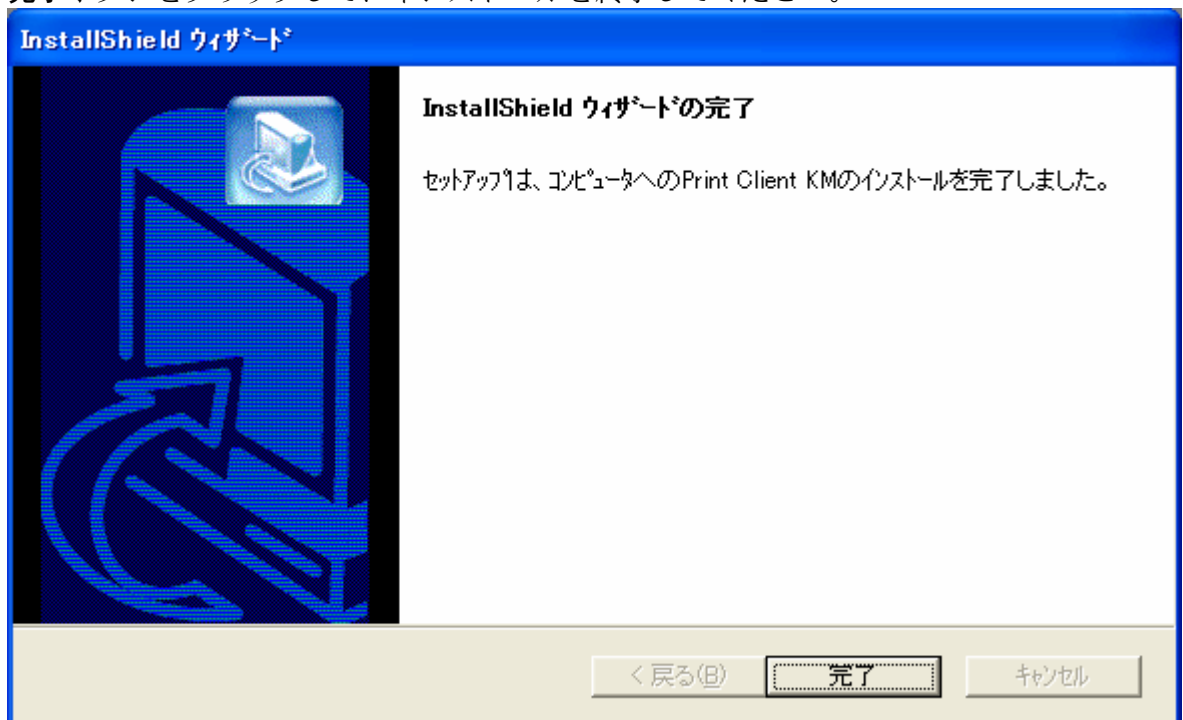 InstallShield ウィザード
InstallShield ウィザードの完了
セットアップは、コンピュータへのPrint Client KMのインストールを完了しました。
< 戻る(B)
完了
キャンセル